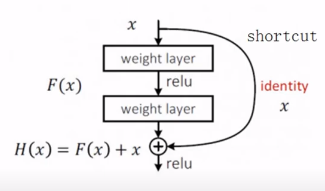 x
shortcut
weight layer
F(x)
relu
identity
x
weight layer
H(x) = F(x) + x
relu